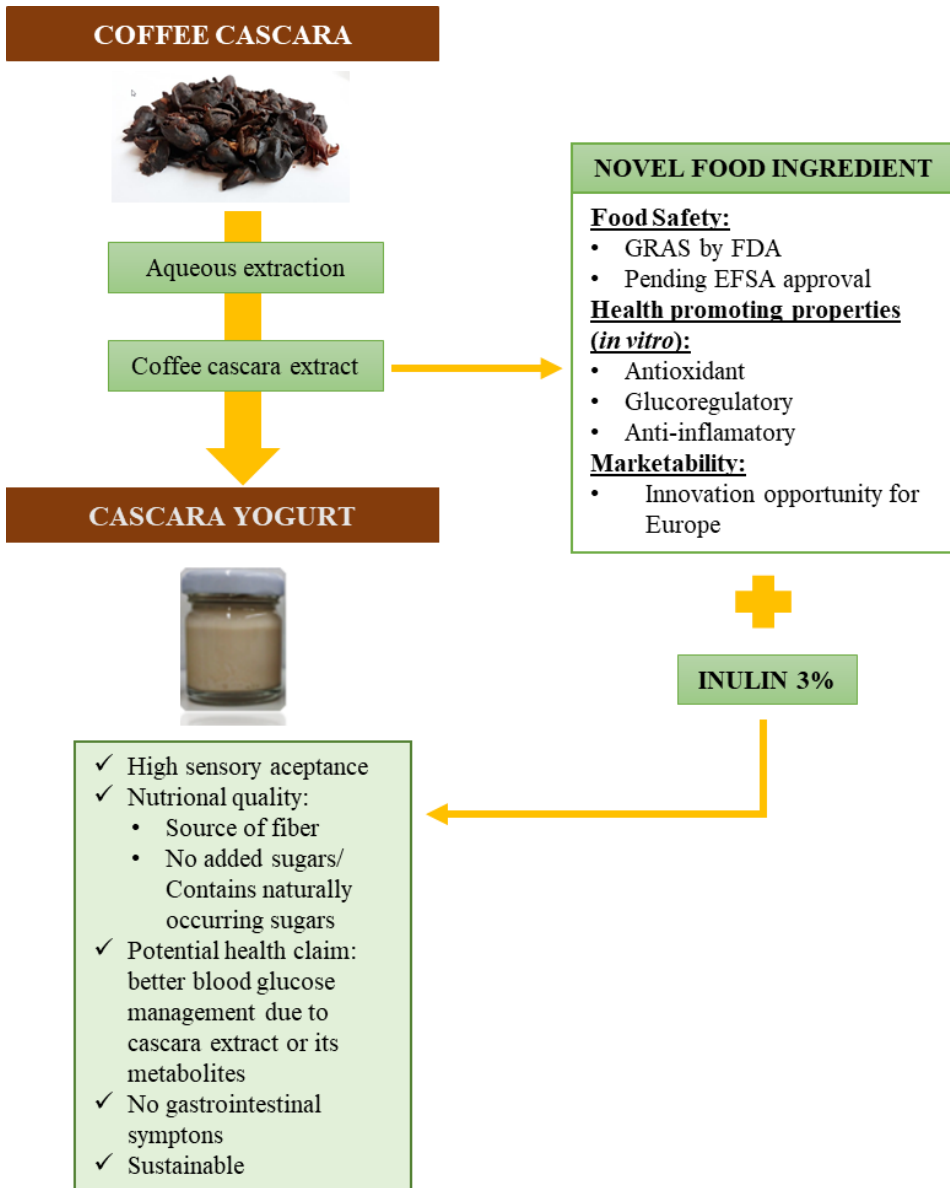 COFFEE CASCARA
Aqueous extraction
Coffee cascara extract
NOVEL FOOD INGREDIENT
Food Safety:
• GRAS by FDA
• Pending EFSA approval
Health promoting properties
(in vitro):
• Antioxidant
• Glucoregulatory
• Anti-inflamatory
Marketability:
• Innovation opportunity for
Europe
INULIN 3%
CASCARA YOGURT
✓ High sensory aceptance
✓ Nutrional quality:
• Source of fiber
• No added sugars/
Contains naturally
occurring sugars
✓ Potential health claim:
better blood glucose
management due to
cascara extract or its
metabolites
✓ No gastrointestinal
symptons
✓ Sustainable